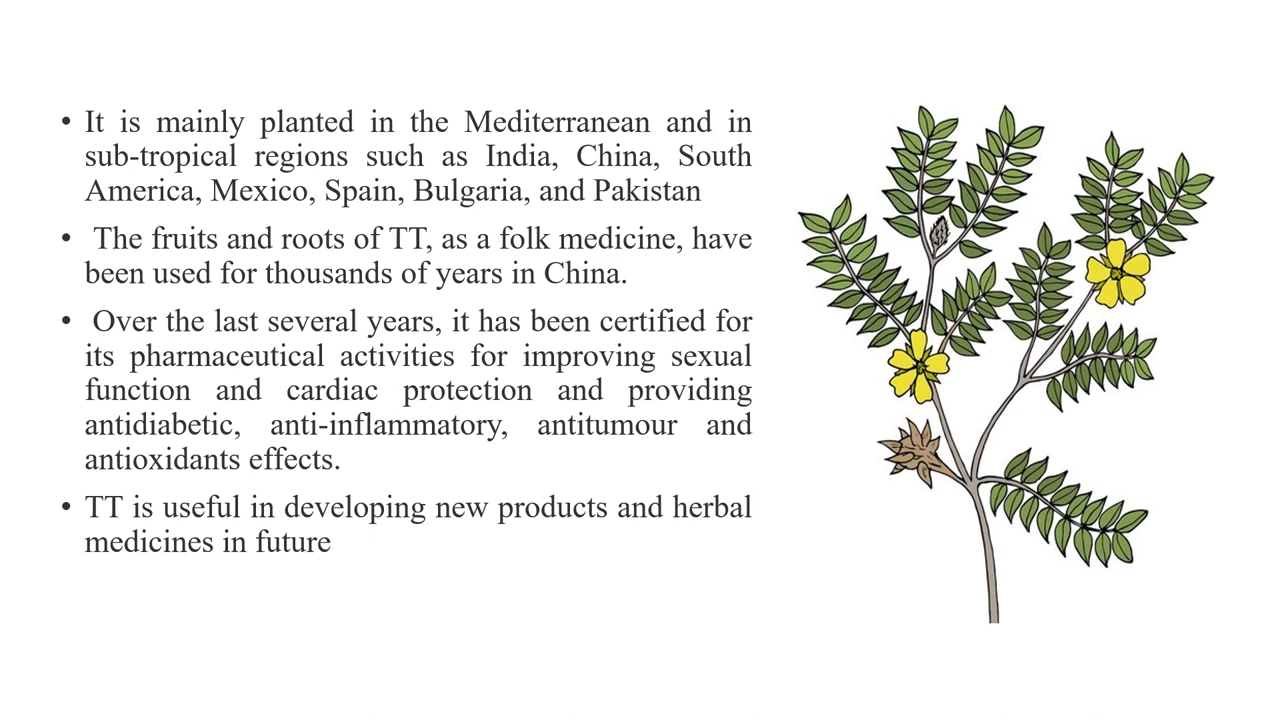 • It is mainly planted in the Mediterranean and in
sub-tropical regions such as India, China, South
America, Mexico, Spain, Bulgaria, and Pakistan
• The fruits and roots of TT, as a folk medicine, have
been used for thousands of years in China.
• Over the last several years, it has been certified for
its pharmaceutical activities for improving sexual
function and cardiac protection and providing
antidiabetic, anti-inflammatory, antitumour and
antioxidants effects.
• TT is useful in developing new products and herbal
medicines in future